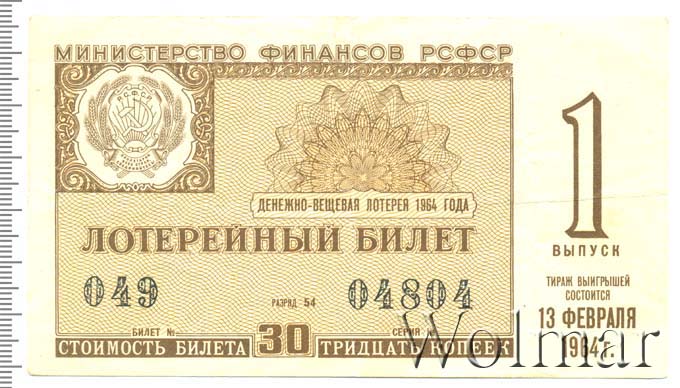 МИНИСТЕРСТВО ФИНАНСОВ РСФСР
РСФСР
ДЕНЕЖНО-ВЕЩЕВАЯ ЛОТЕРЕЯ 1964 ГОДА
ЛОТЕРЕЙНЫЙ БИЛЕТ
049 04804
РАЗРЯД 54
БИЛЕТ № СЕРИЯ №
СТОИМОСТЬ БИЛЕТА 30 ТРИДЦАТЬ КОПЕЕК
1
ВЫПУСК
ТИРАЖ ВЫИГРЫШЕЙ
СОСТОИТСЯ
13 ФЕВРАЛЯ
1964 г.
Wolmar